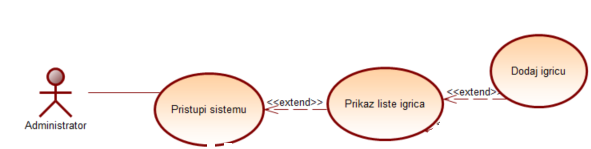 Dodaj igricu
<<extend>>
Prikaz liste igrica
<<extend>>
Pristupi sistemu
Administrator